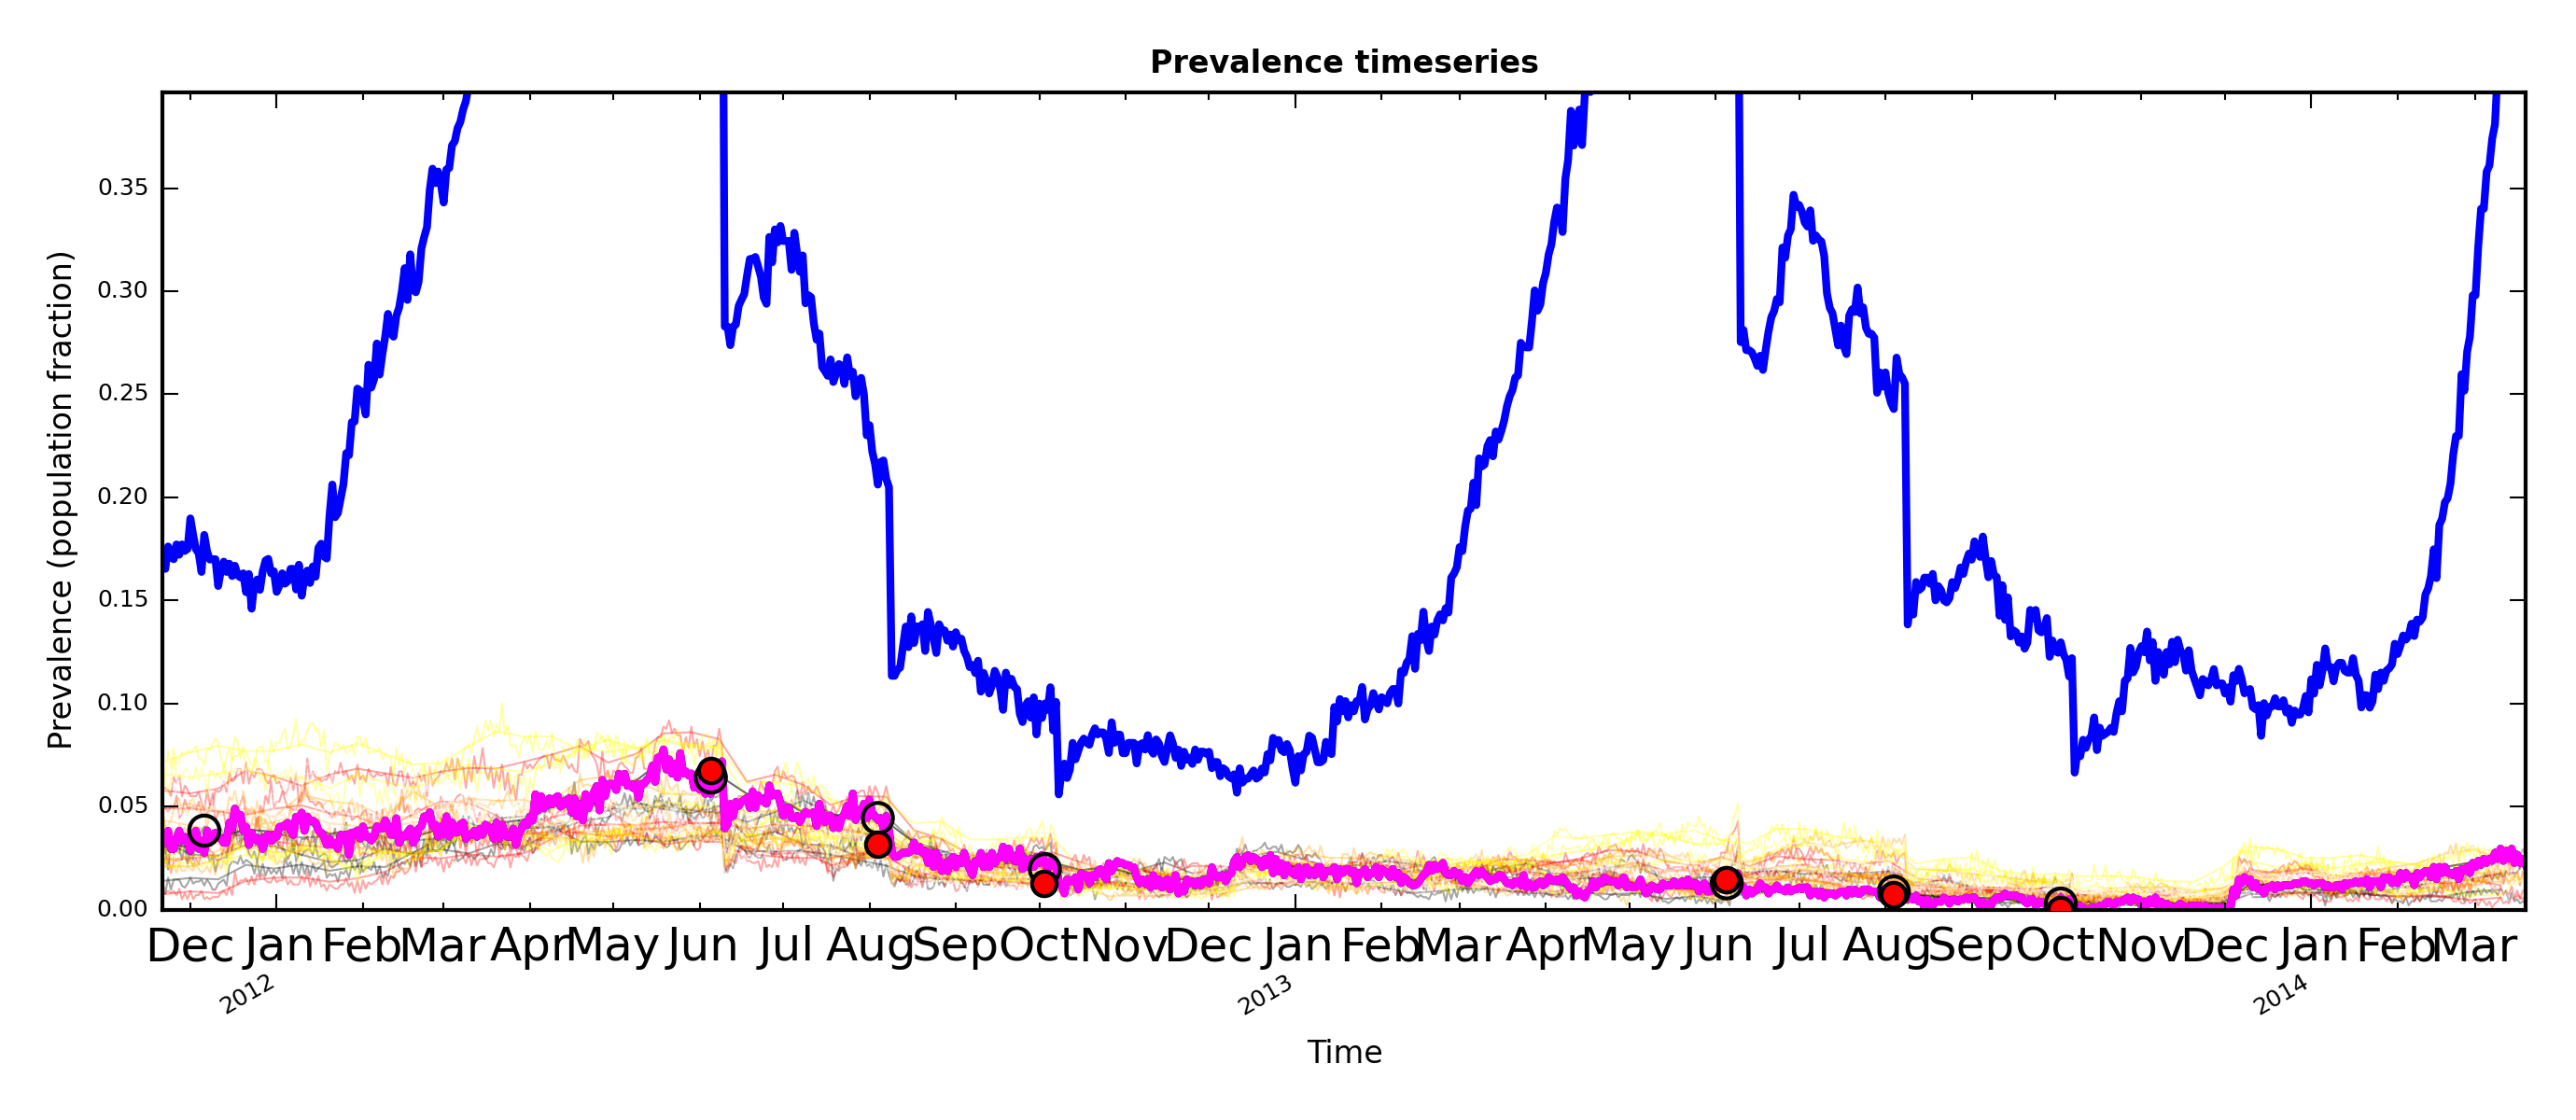 Prevalence timeseries
Prevalence (population fraction)
0.35
0.30
0.25
0.20
0.15
0.10
0.05
0.00
Dec Jan Feb Mar Apr May Jun Jul Aug Sep Oct Nov Dec Jan Feb Mar Apr May Jun Jul Aug Sep Oct Nov Dec Jan Feb Mar
2012 2013 2014
Time